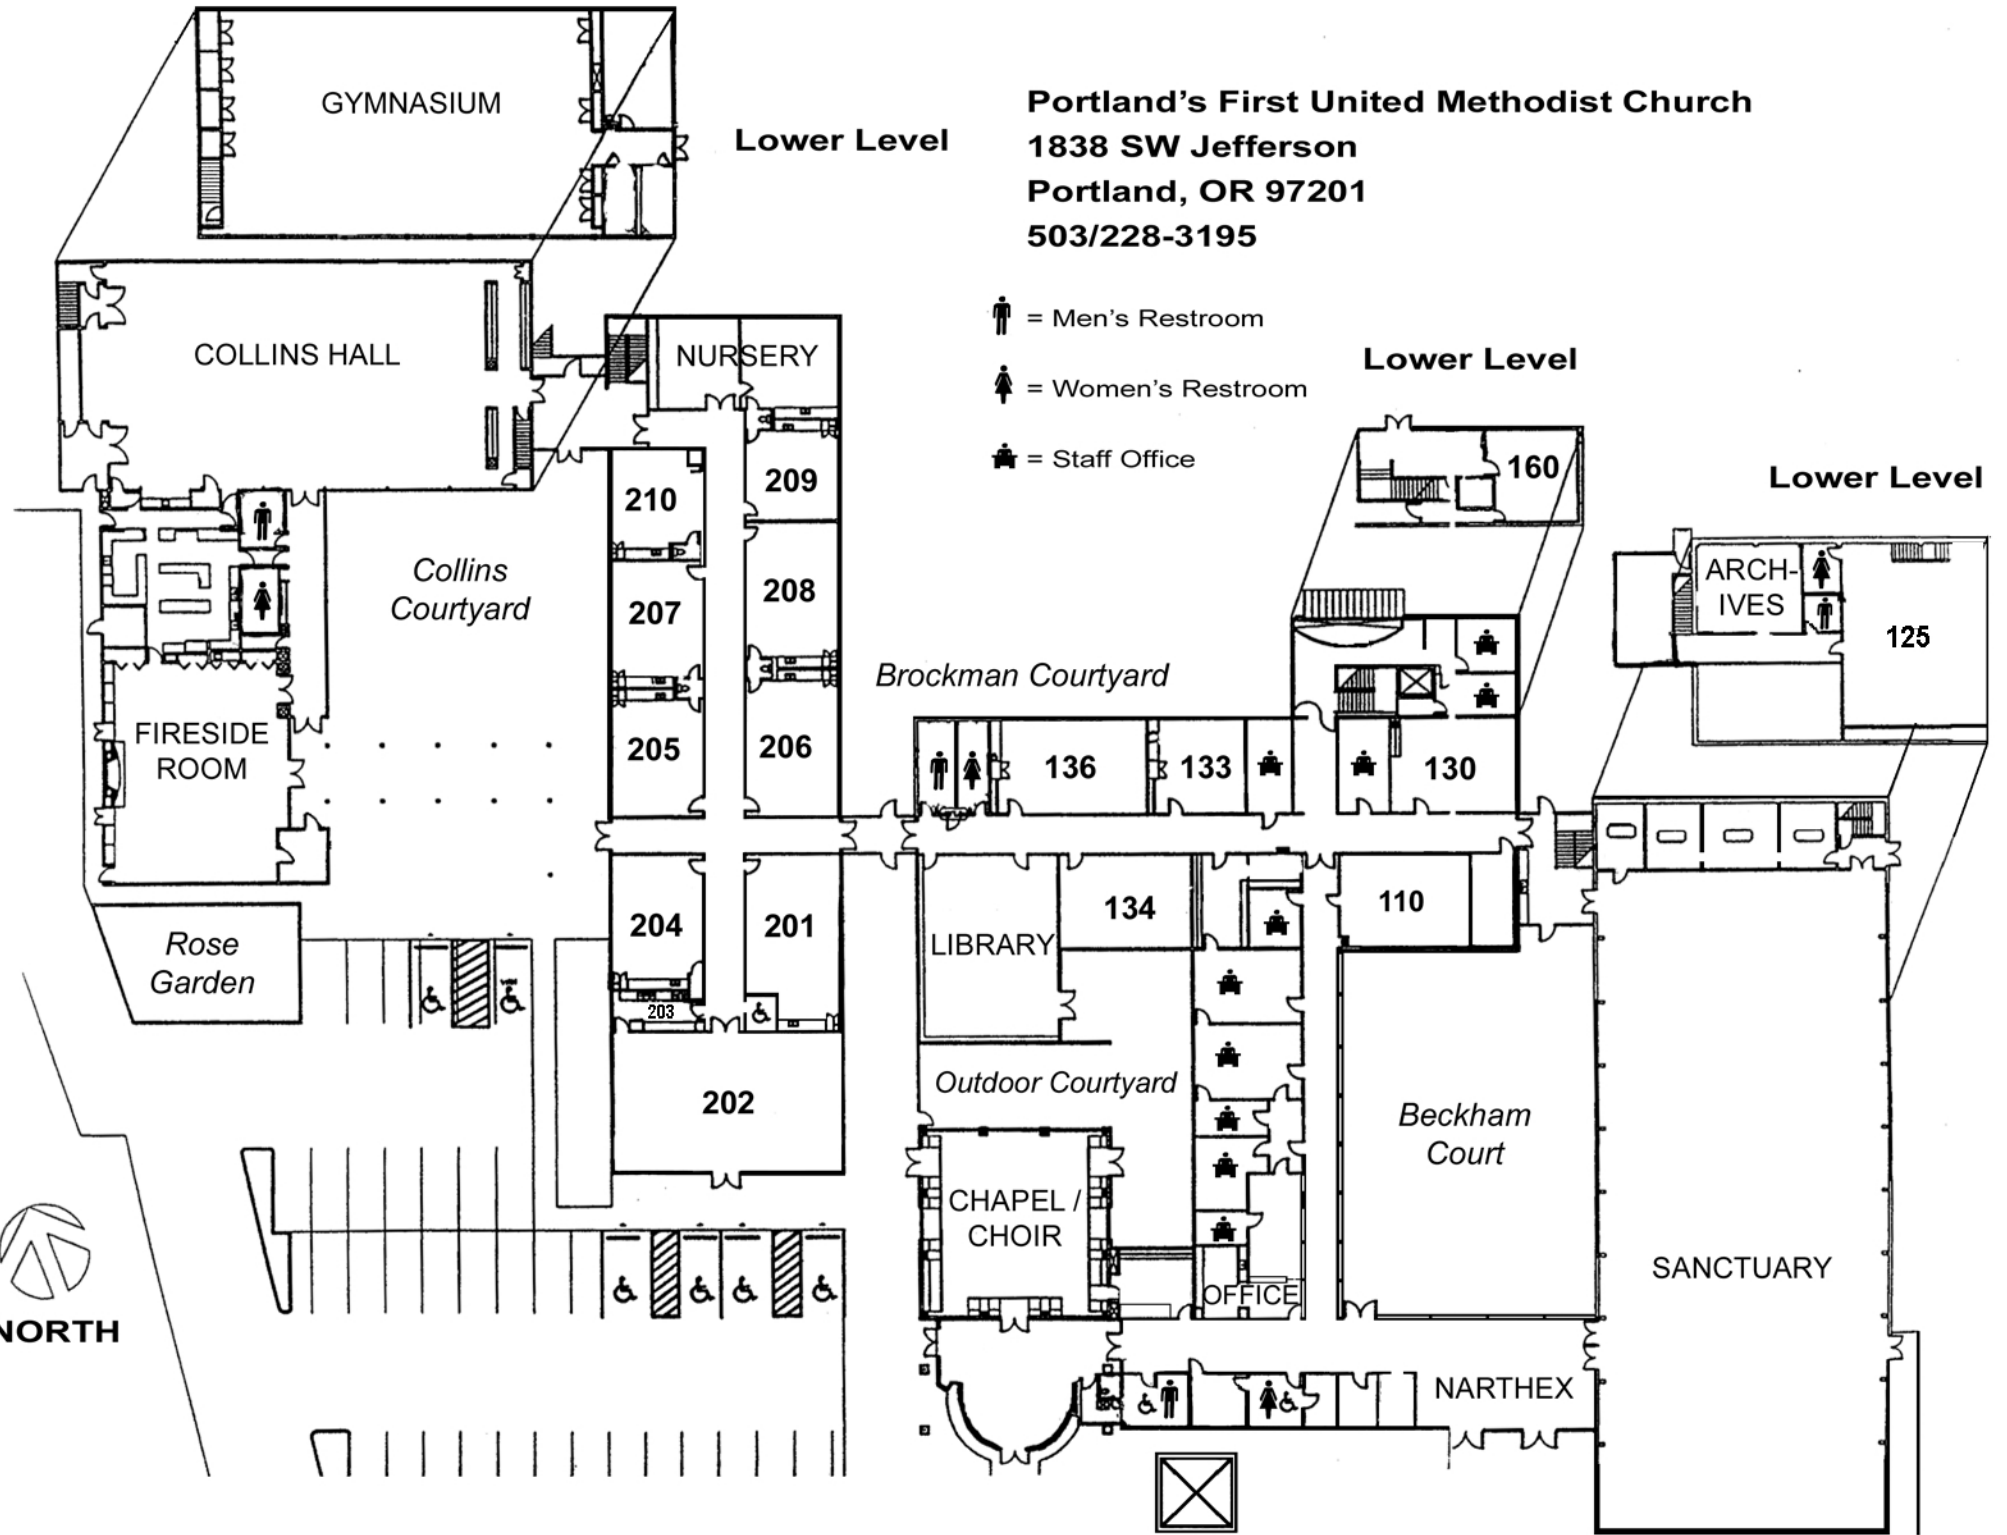 GYMNASIUM
Lower Level
Portland's First United Methodist Church
1838 SW Jefferson
Portland, OR 97201
503/228-3195
= Men's Restroom
= Women's Restroom
= Staff Office
COLLINS HALL
NURSERY
Lower Level
160
Lower Level
210
209
Collins
Courtyard
207
208
ARCH-
IVES
125
Brockman Courtyard
FIRESIDE
ROOM
205
206
136
133
130
204
201
LIBRARY
134
110
Rose
Garden
203
202
Outdoor Courtyard
Beckham
Court
CHAPEL /
CHOIR
OFFICE
SANCTUARY
NORTH
NARTHEX